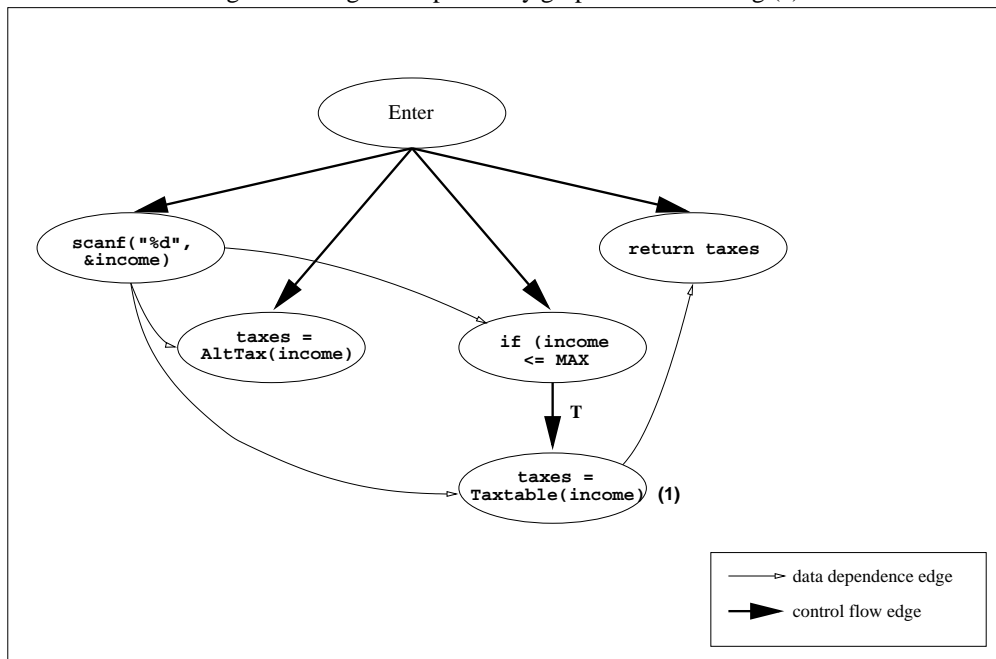 Enter
scanf("%d",
&income)
return taxes
taxes =
AltTax(income)
if (income
<= MAX
T
taxes =
Taxtable(income)
(1)
data dependence edge
control flow edge